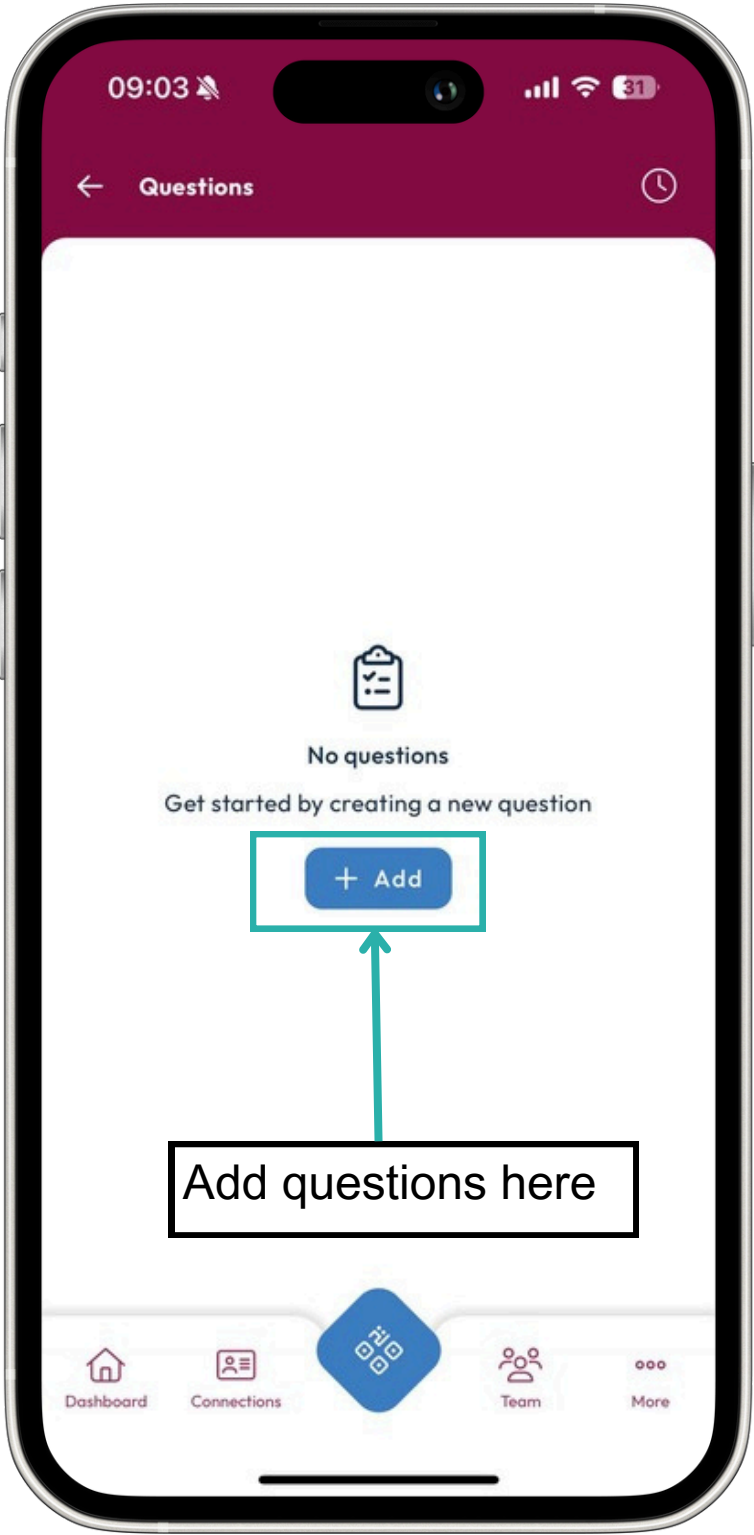 09:03
31
Questions
No questions
Get started by creating a new question
+ Add
Add questions here
Dashboard
Connections
Team
More